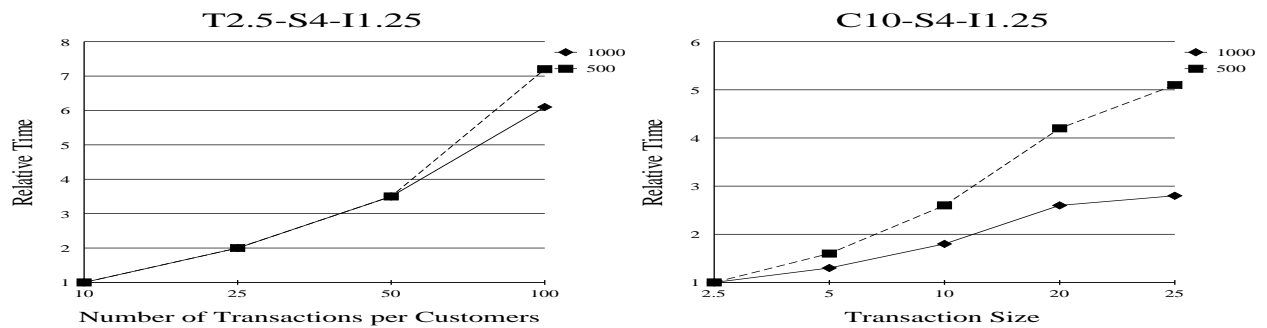 T2.5-S4-I1.25
8
7
6
5
4
3
2
1
Relative Time
10 25 50 100
Number of Transactions per Customers
1000
500
C10-S4-I1.25
6
5
4
3
2
1
Relative Time
2.5 5 10 20 25
Transaction Size
1000
500